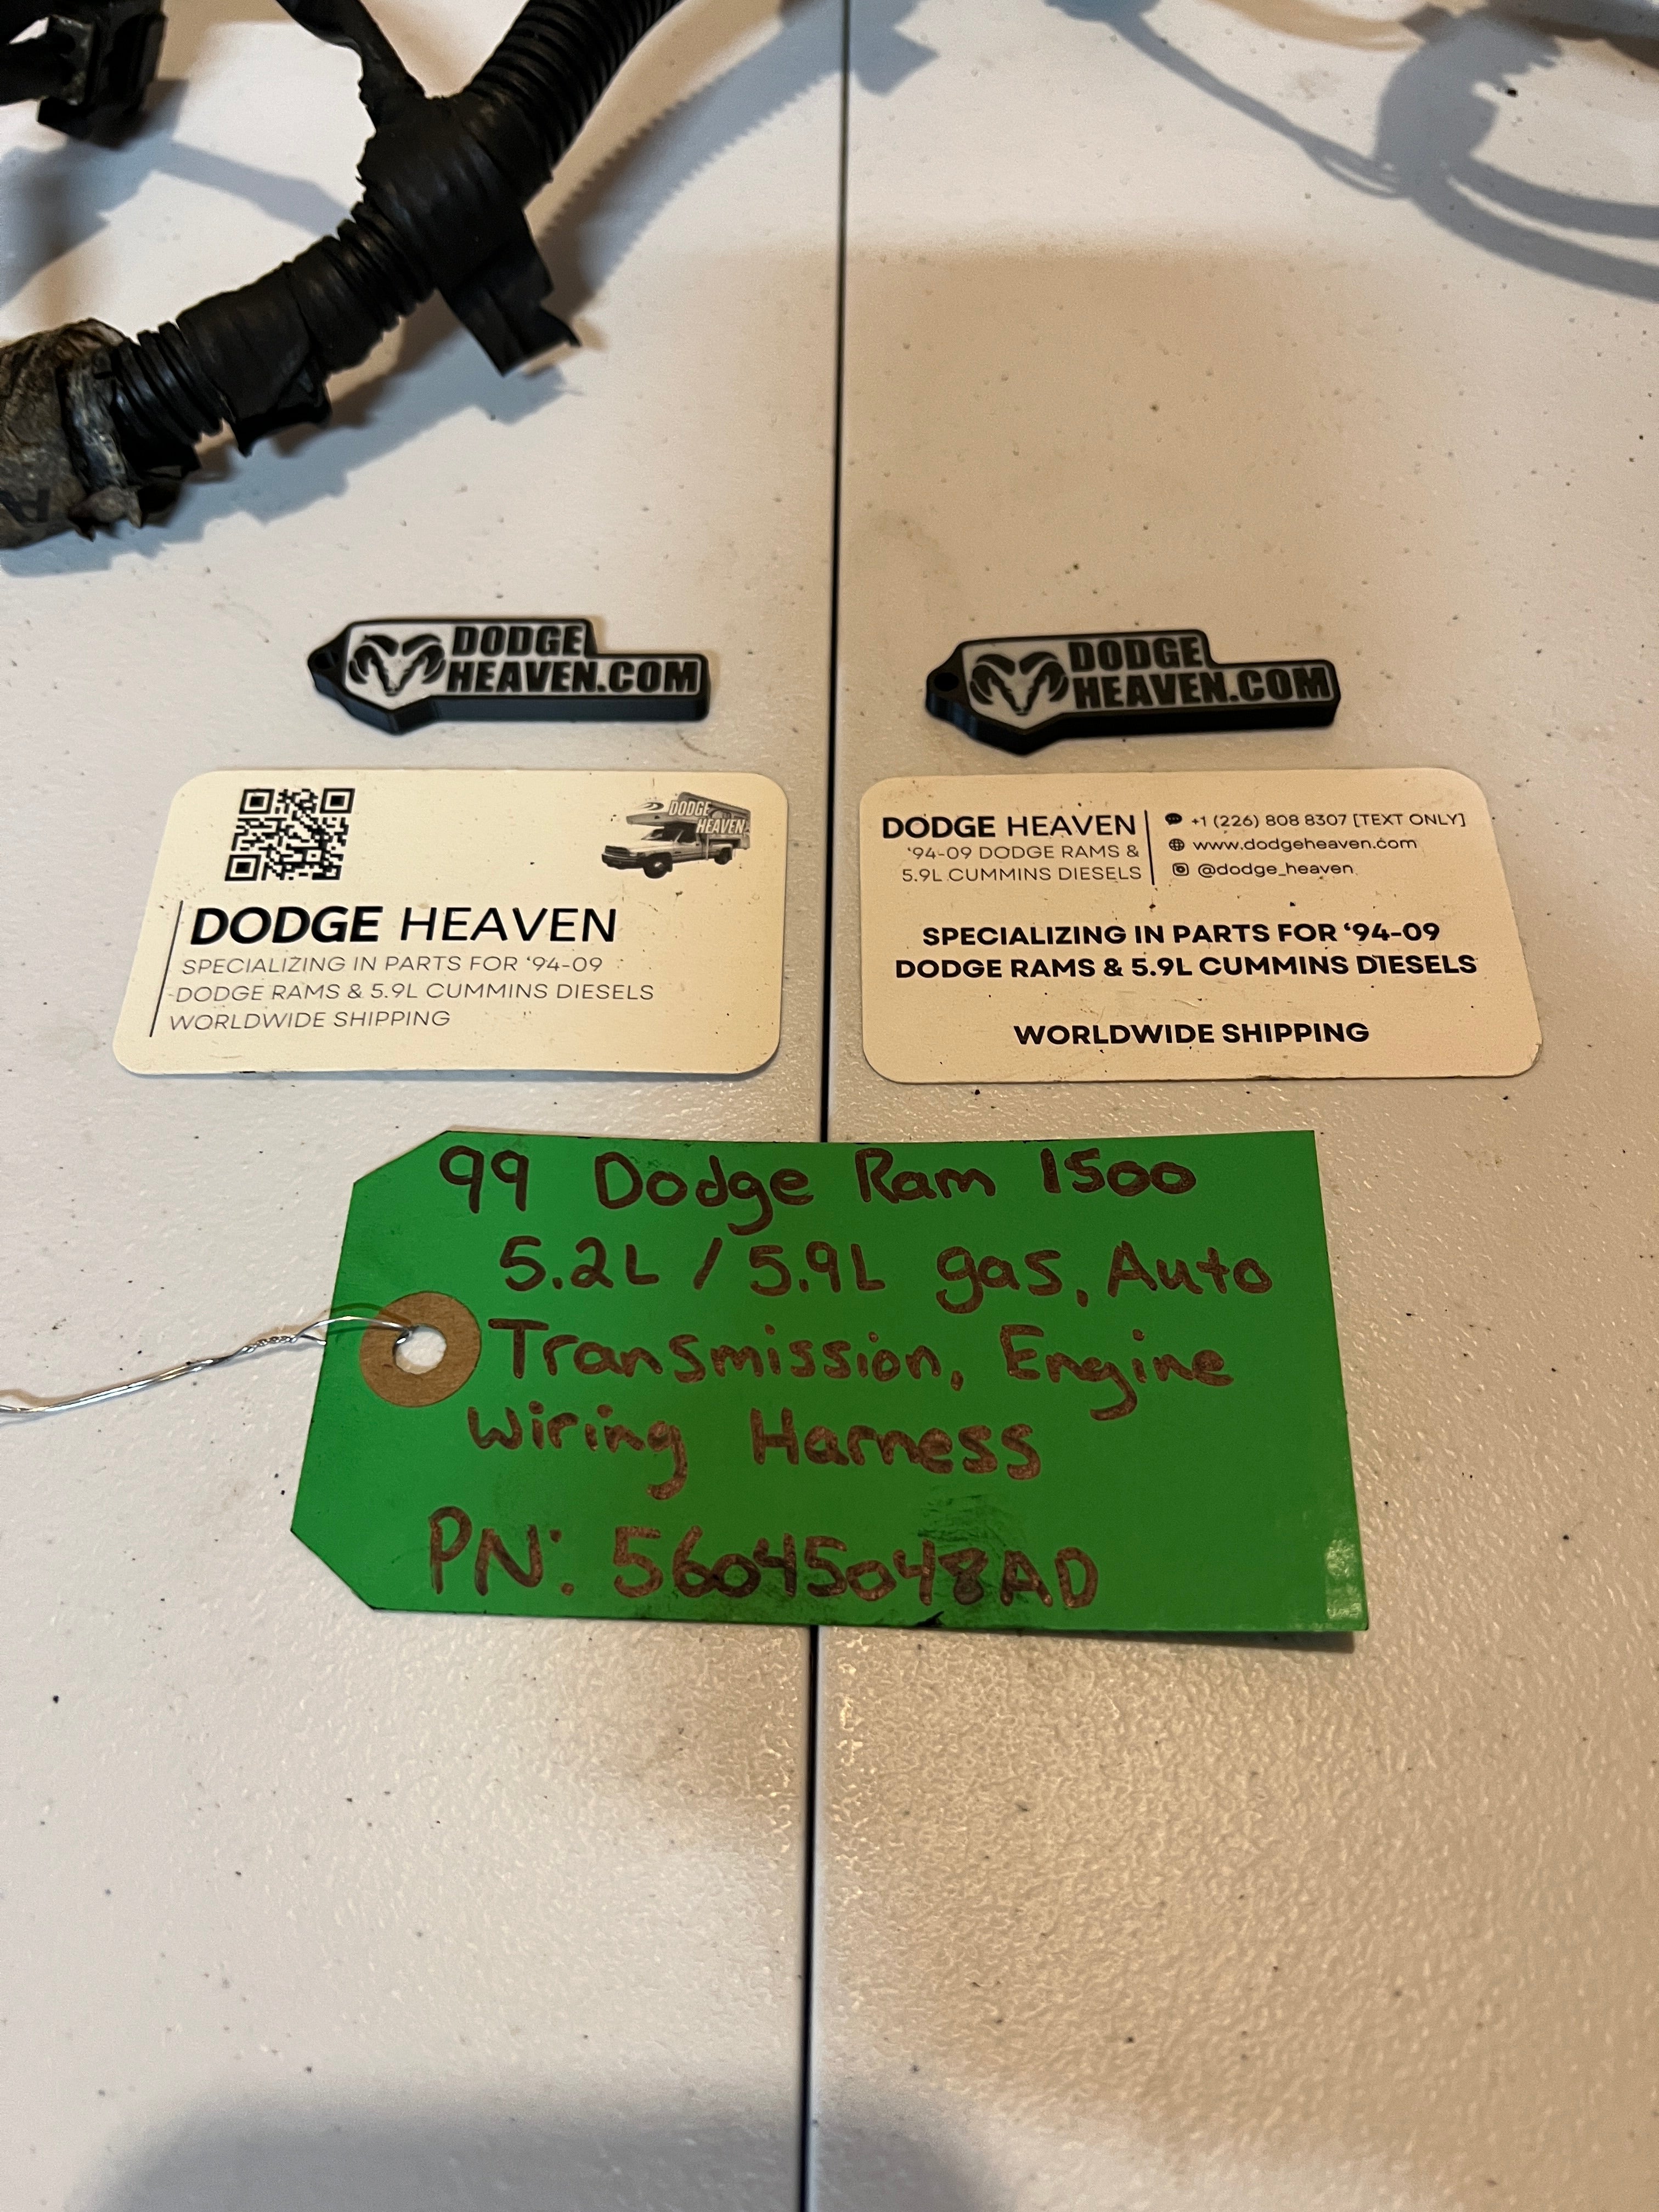 DODGE
HEAVEN.COM
DODGE
HEAVEN.COM
DODGE
HEAVEN
DODGE HEAVEN
SPECIALIZING IN PARTS FOR ‘94-09
DODGE RAMS & 5.9L CUMMINS DIESELS
WORLDWIDE SHIPPING
DODGE HEAVEN
‘94-09 DODGE RAMS &
5.9L CUMMINS DIESELS
+1 (226) 808 8307 [TEXT ONLY]
www.dodgeheaven.com
@dodge_heaven
SPECIALIZING IN PARTS FOR ‘94-09
DODGE RAMS & 5.9L CUMMINS DIESELS
WORLDWIDE SHIPPING
99 Dodge Ram 1500
5.2L / 5.9L gas, Auto
Transmission, Engine
Wiring Harness
PN: 56045048AD